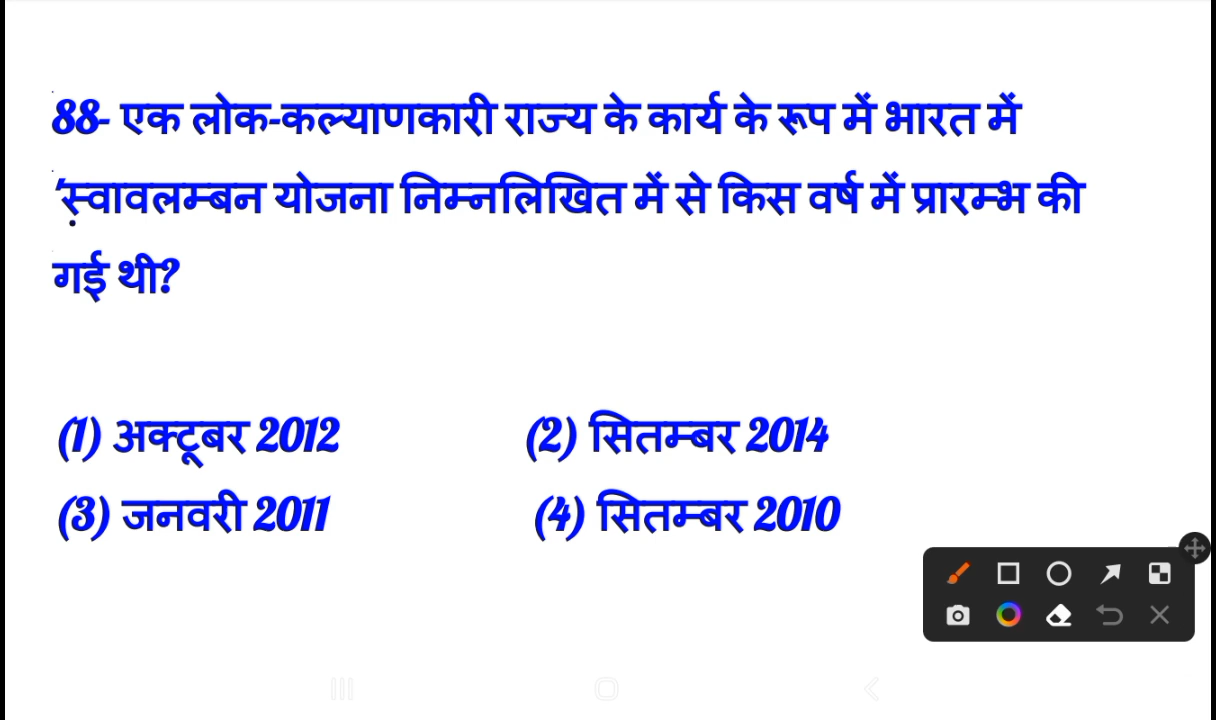 88- एक लोक-कल्याणकारी राज्य के कार्य के रूप में भारत में
'स्वावलम्बन योजना निम्नलिखित में से किस वर्ष में प्रारम्भ की
गई थी?
(1) अक्टूबर 2012 (2) सितम्बर 2014
(3) जनवरी 2011 (4) सितम्बर 2010